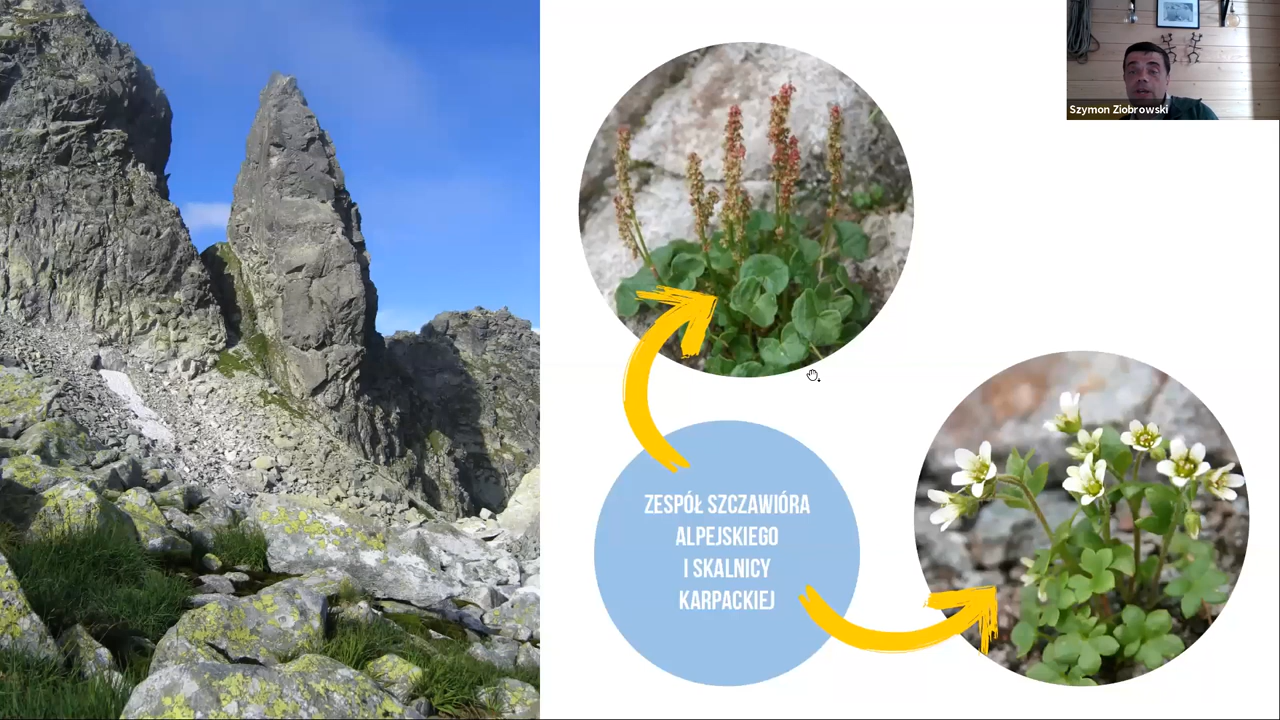 Szymon Ziobrowski
ZESPÓŁ SZCZAWIÓRA
ALPEJSKIEGO
I SKALNICY
KARPACKIEJ